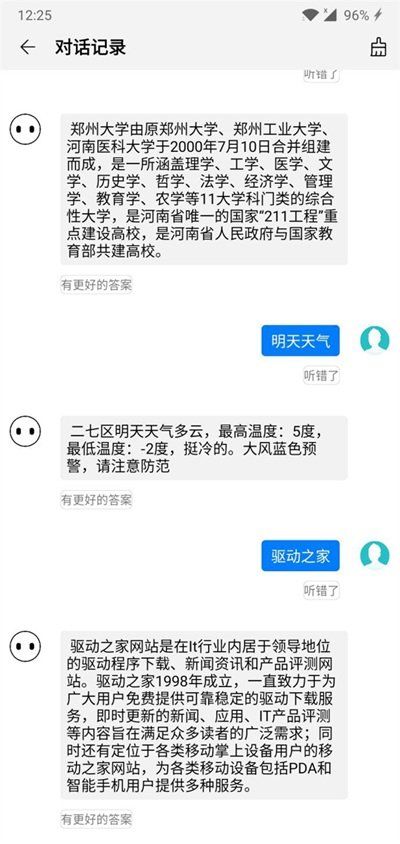 12:25
x
96%
对话记录
听错了
郑州大学由原郑州大学、郑州工业大学、
河南医科大学于2000年7月10日合并组建
而成，是一所涵盖理学、工学、医学、文
学、历史学、哲学、法学、经济学、管理
学、教育学、农学等11大学科门类的综合
性大学，是河南省唯一的国家“211工程”重
点建设高校，是河南省人民政府与国家教
育部共建高校。
有更好的答案
明天天气
听错了
二七区明天天气多云，最高温度：5度，
最低温度：-2度，挺冷的。大风蓝色预
警，请注意防范
有更好的答案
驱动之家
听错了
驱动之家网站是在It行业内居于领导地位
的驱动程序下载、新闻资讯和产品评测网
站。驱动之家1998年成立，一直致力于为
广大用户免费提供可靠稳定的驱动下载服
务，即时更新的新闻、应用、IT产品评测
等内容旨在满足众多读者的广泛需求；同
时还有定位于各类移动掌上设备用户的移
动之家网站，为各类移动设备包括PDA和
智能手机用户提供多种服务。
有更好的答案